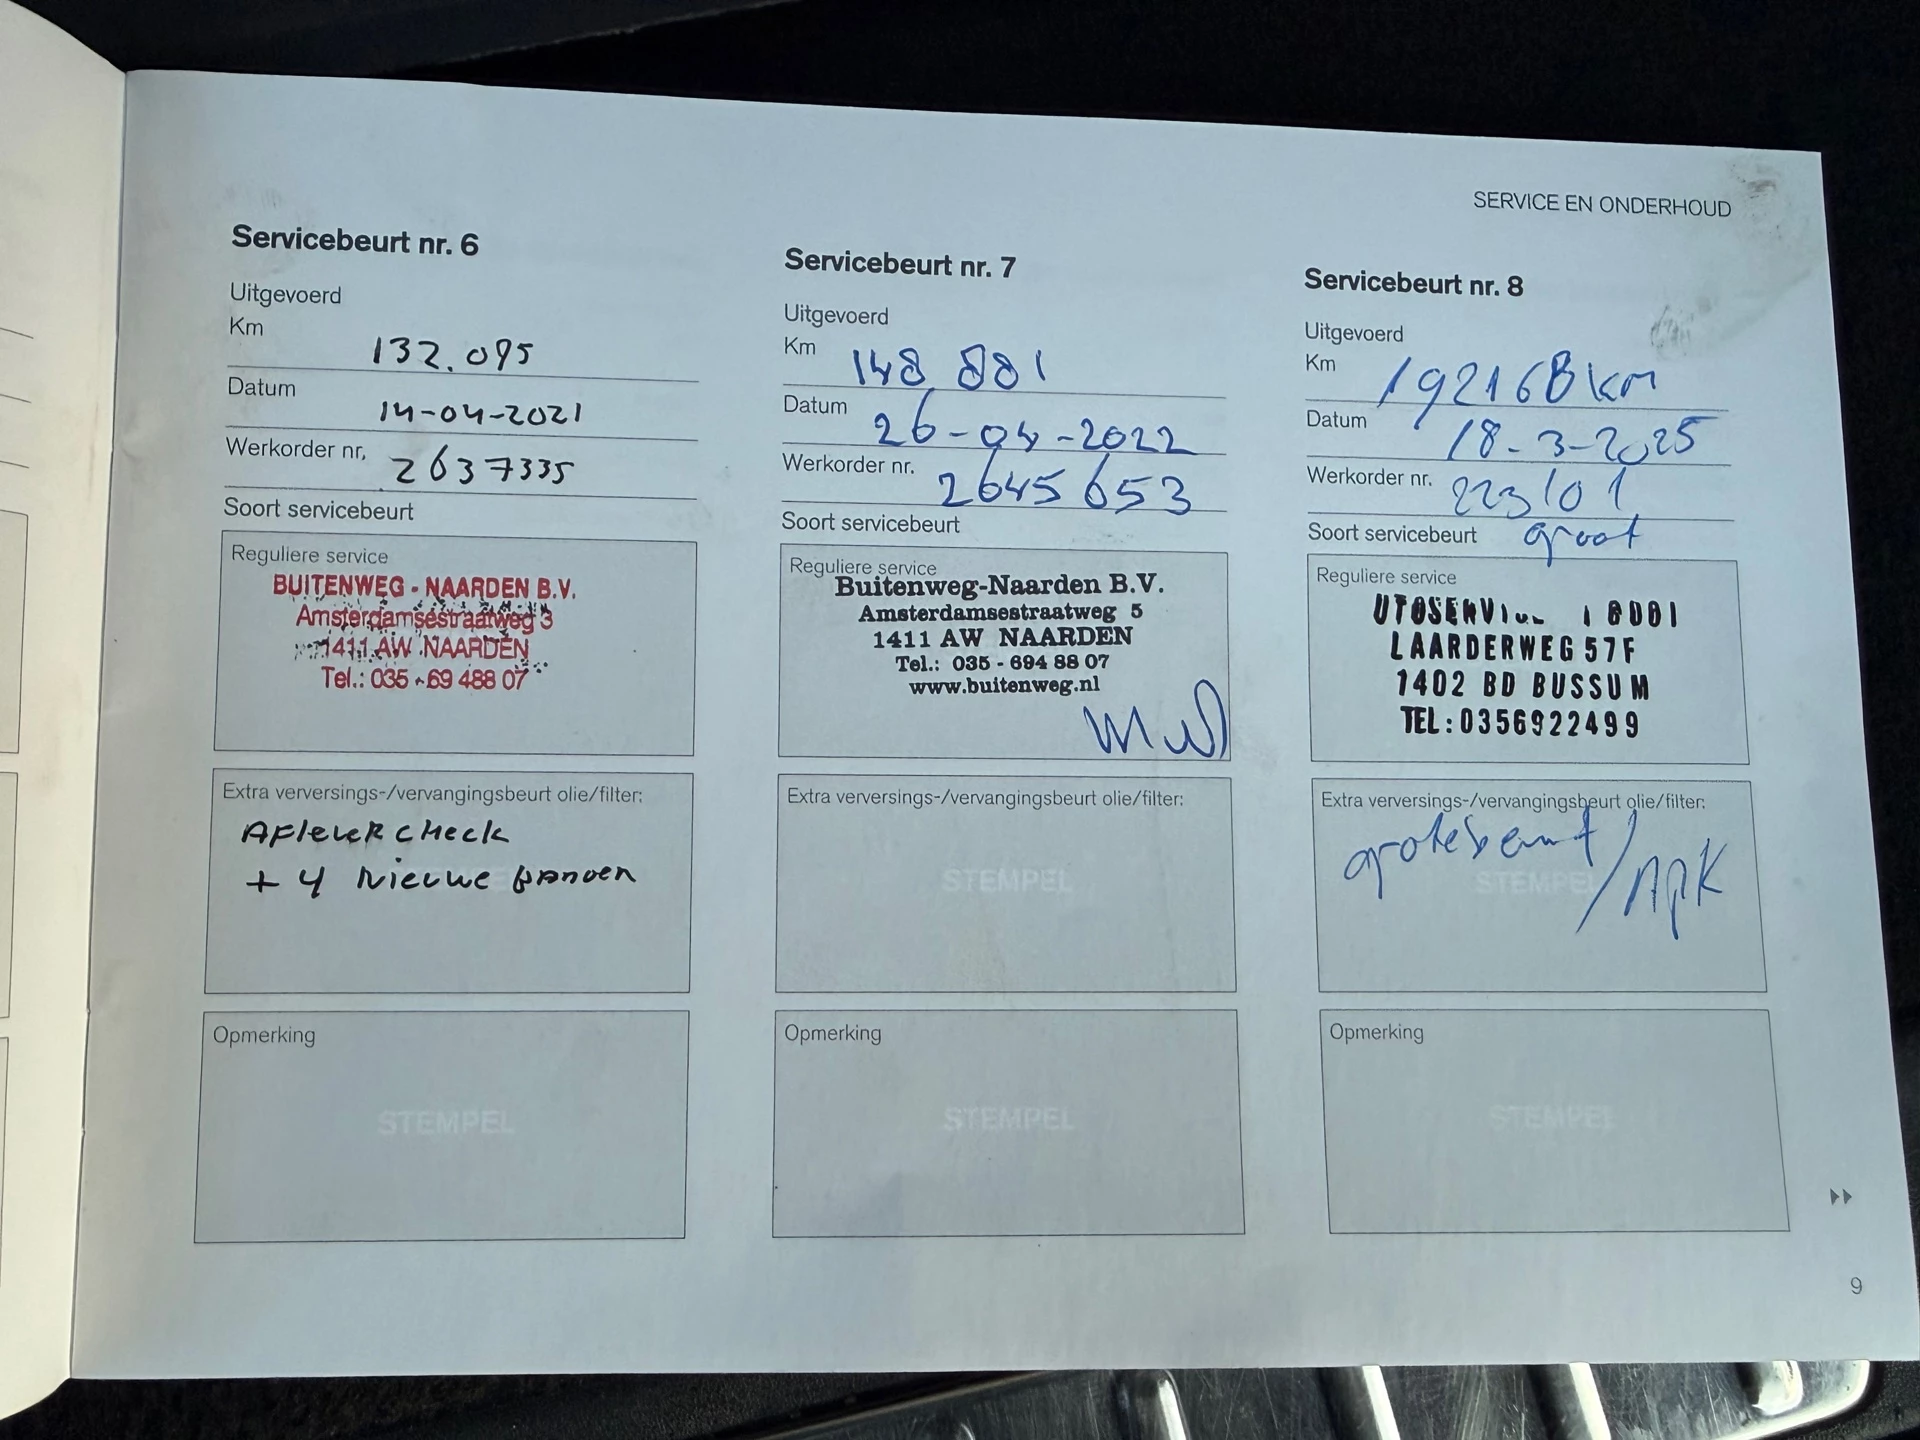 SERVICE EN ONDERHOUD
Servicebeurt nr. 6
Uitgevoerd
Km 132.095
Datum 14-04-2021
Werkorder nr. 2637335
Soort servicebeurt
Reguliere service
BUITENWEG - NAARDEN B.V.
Amsterdamsestraatweg 3
1411 AW NAARDEN
Tel.: 035 - 69 488 07
Extra verversings-/vervangingsbeurt olie/filter:
AFLEVER CHECK
+ 4 NIEUWE BANDEN
Opmerking
STEMPEL
Servicebeurt nr. 7
Uitgevoerd
Km 148.881
Datum 26-04-2022
Werkorder nr. 2645653
Soort servicebeurt
Reguliere service
Buitenweg-Naarden B.V.
Amsterdamsestraatweg 5
1411 AW NAARDEN
Tel.: 035 - 694 88 07
www.buitenweg.nl
Extra verversings-/vervangingsbeurt olie/filter:
STEMPEL
Opmerking
STEMPEL
Servicebeurt nr. 8
Uitgevoerd
Km 192168 km
Datum 18-3-2025
Werkorder nr. 223101
Soort servicebeurt groot
Reguliere service
LAARDERWEG 57F
1402 BD BUSSUM
TEL: 0356922499
Extra verversings-/vervangingsbeurt olie/filter:
grote beurt / APK
STEMPEL
Opmerking
STEMPEL
9